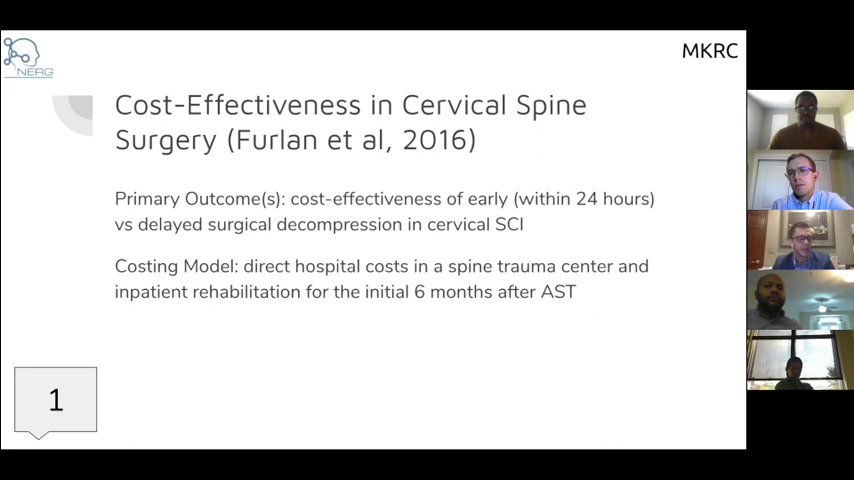 NERG
MKRC
Cost-Effectiveness in Cervical Spine
Surgery (Furlan et al, 2016)
Primary Outcome(s): cost-effectiveness of early (within 24 hours)
vs delayed surgical decompression in cervical SCI
Costing Model: direct hospital costs in a spine trauma center and
inpatient rehabilitation for the initial 6 months after AST
1